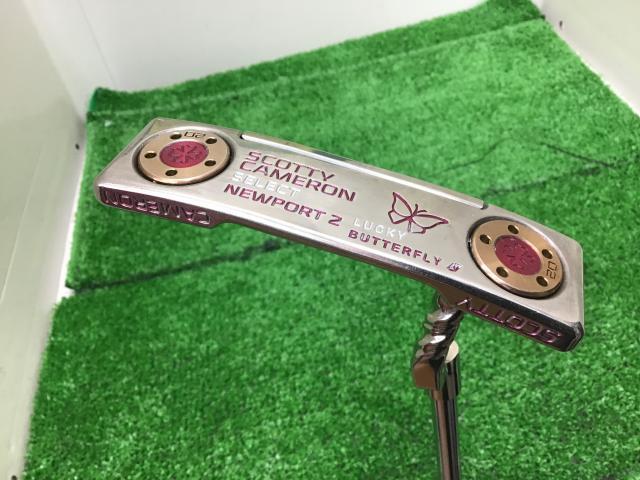 20
SCOTTY
CAMERON
SELECT
NEWPORT 2
LUCKY
BUTTERFLY
20
CAMERON
SCOTTY